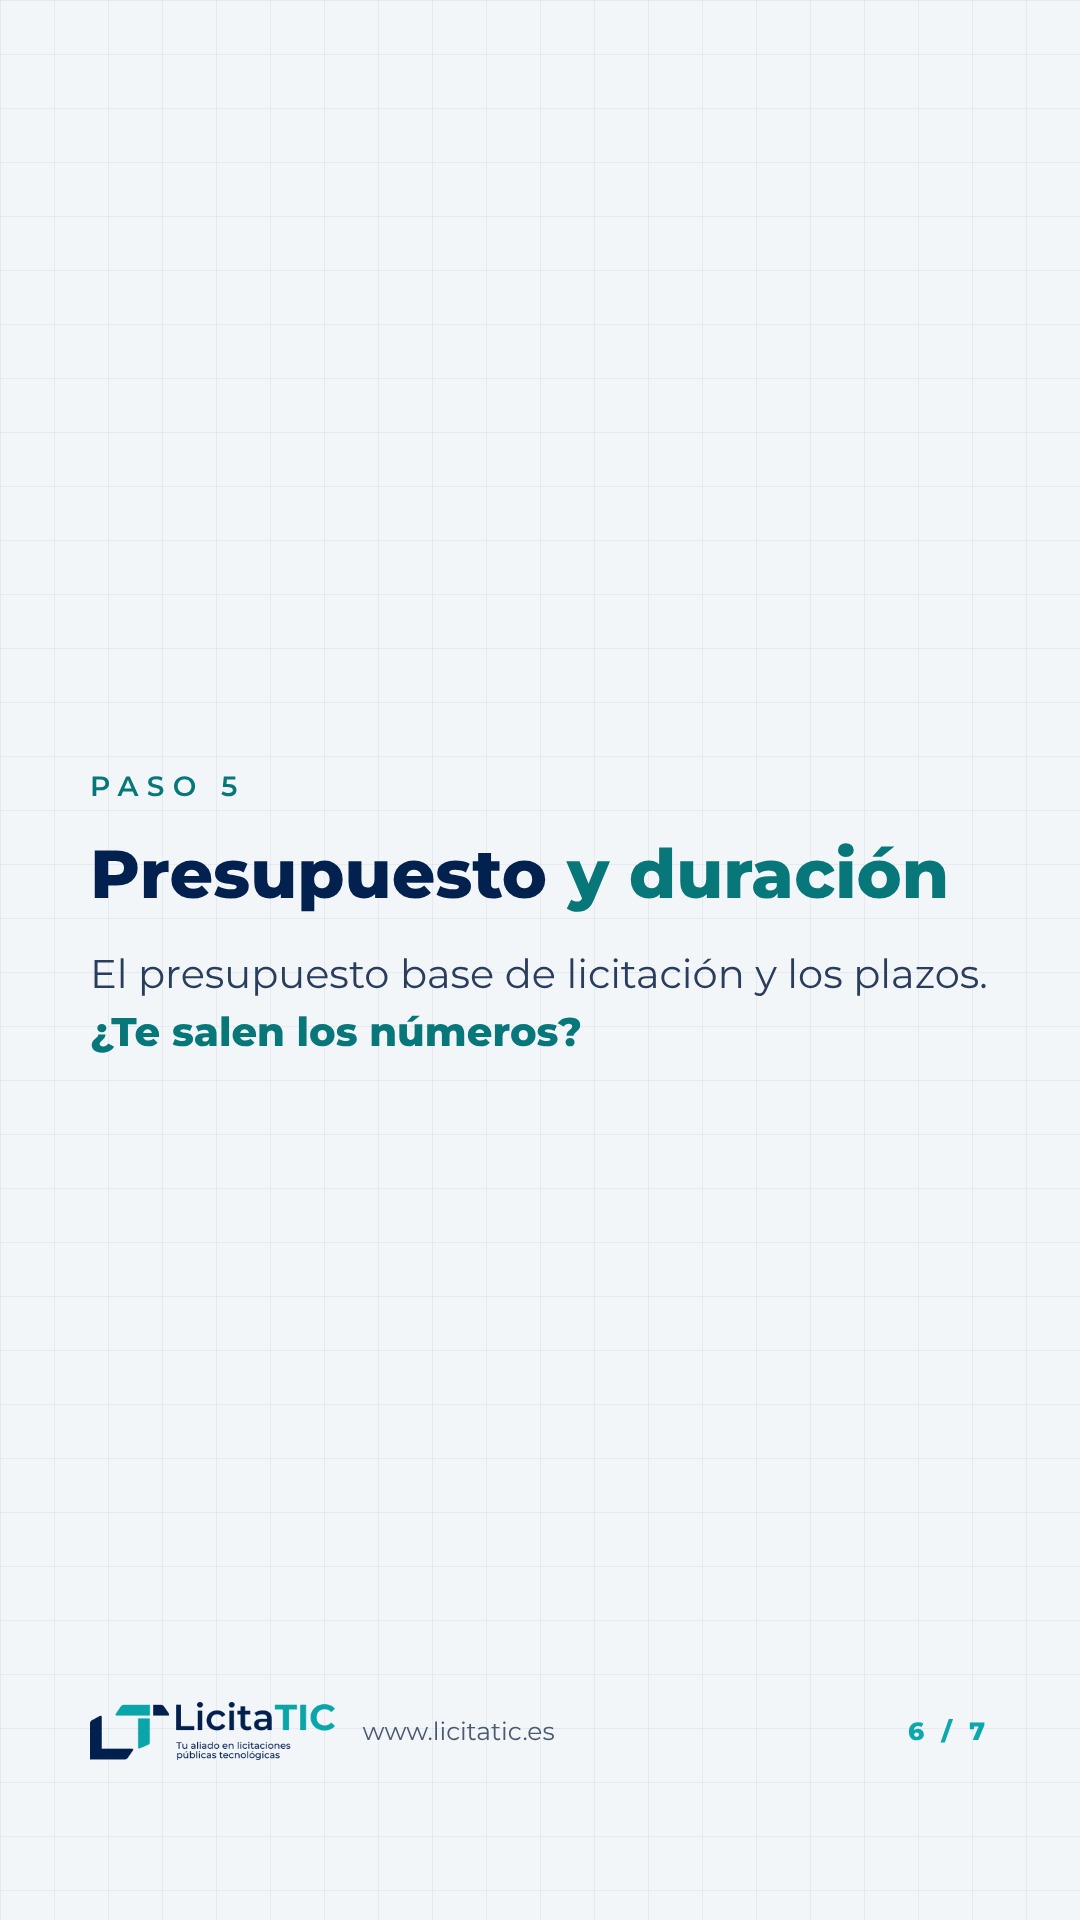 PASO 5
Presupuesto y duración
El presupuesto base de licitación y los plazos.
¿Te salen los números?
LicitaTIC
Tu aliado en licitaciones
públicas tecnológicas
www.licitatic.es
6 / 7